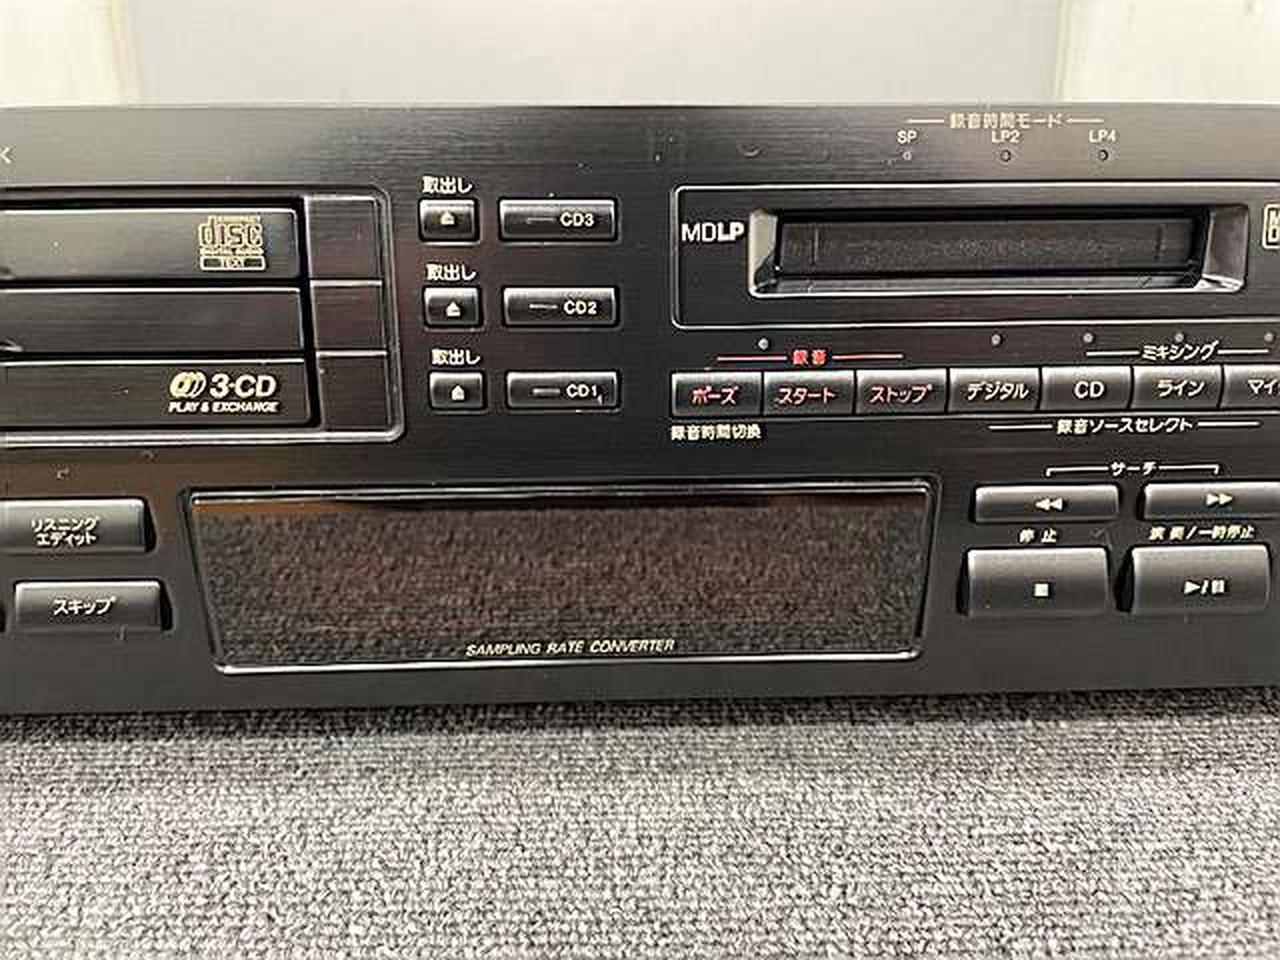 録音時間モード
SP LP2 LP4
取出し
CD3
COMPACT
disc
DIGITAL AUDIO
TEXT
MDLP
取出し
CD2
取出し
CD1
3-CD
PLAY & EXCHANGE
録音
ミキシング
ポーズ スタート ストップ デジタル CD ライン マイ
録音時間切換
録音ソースセレクト
サーチ
リスニング
エディット
停止
演奏/一時停止
スキップ
SAMPLING RATE CONVERTER